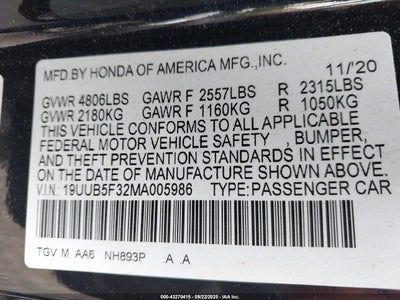 MFD.BY HONDA OF AMERICA MFG.,INC. 11/'20
GVWR 4806LBS GAWR F 2557LBS R 2315LBS
GVWR 2180KG GAWR F 1160KG R 1050KG
THIS VEHICLE CONFORMS TO ALL APPLICABLE
FEDERAL MOTOR VEHICLE SAFETY , BUMPER,
AND THEFT PREVENTION STANDARDS IN EFFECT
ON THE DATE OF MANUFACTURE SHOWN ABOVE.
V.I.N: 19UUB5F32MA005986 TYPE:PASSENGER CAR
TGV M AA6 NH893P .A .A
000-43270415 - 09/22/2025 - IAA Inc.